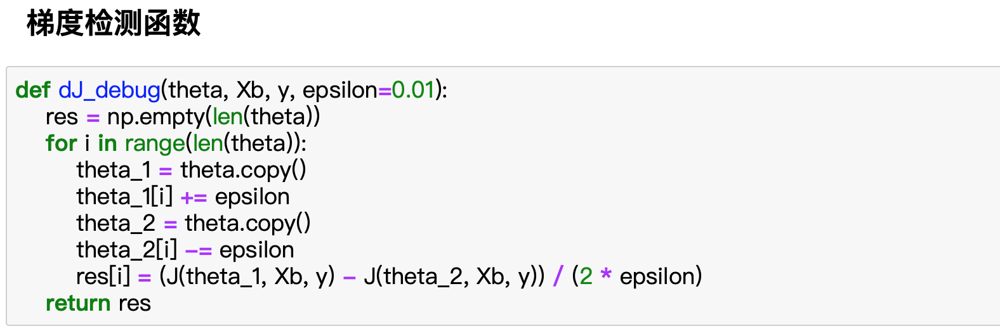 梯度检测函数
def dJ_debug(theta, Xb, y, epsilon=0.01):
    res = np.empty(len(theta))
    for i in range(len(theta)):
        theta_1 = theta.copy()
        theta_1[i] += epsilon
        theta_2 = theta.copy()
        theta_2[i] -= epsilon
        res[i] = (J(theta_1, Xb, y) - J(theta_2, Xb, y)) / (2 * epsilon)
    return res